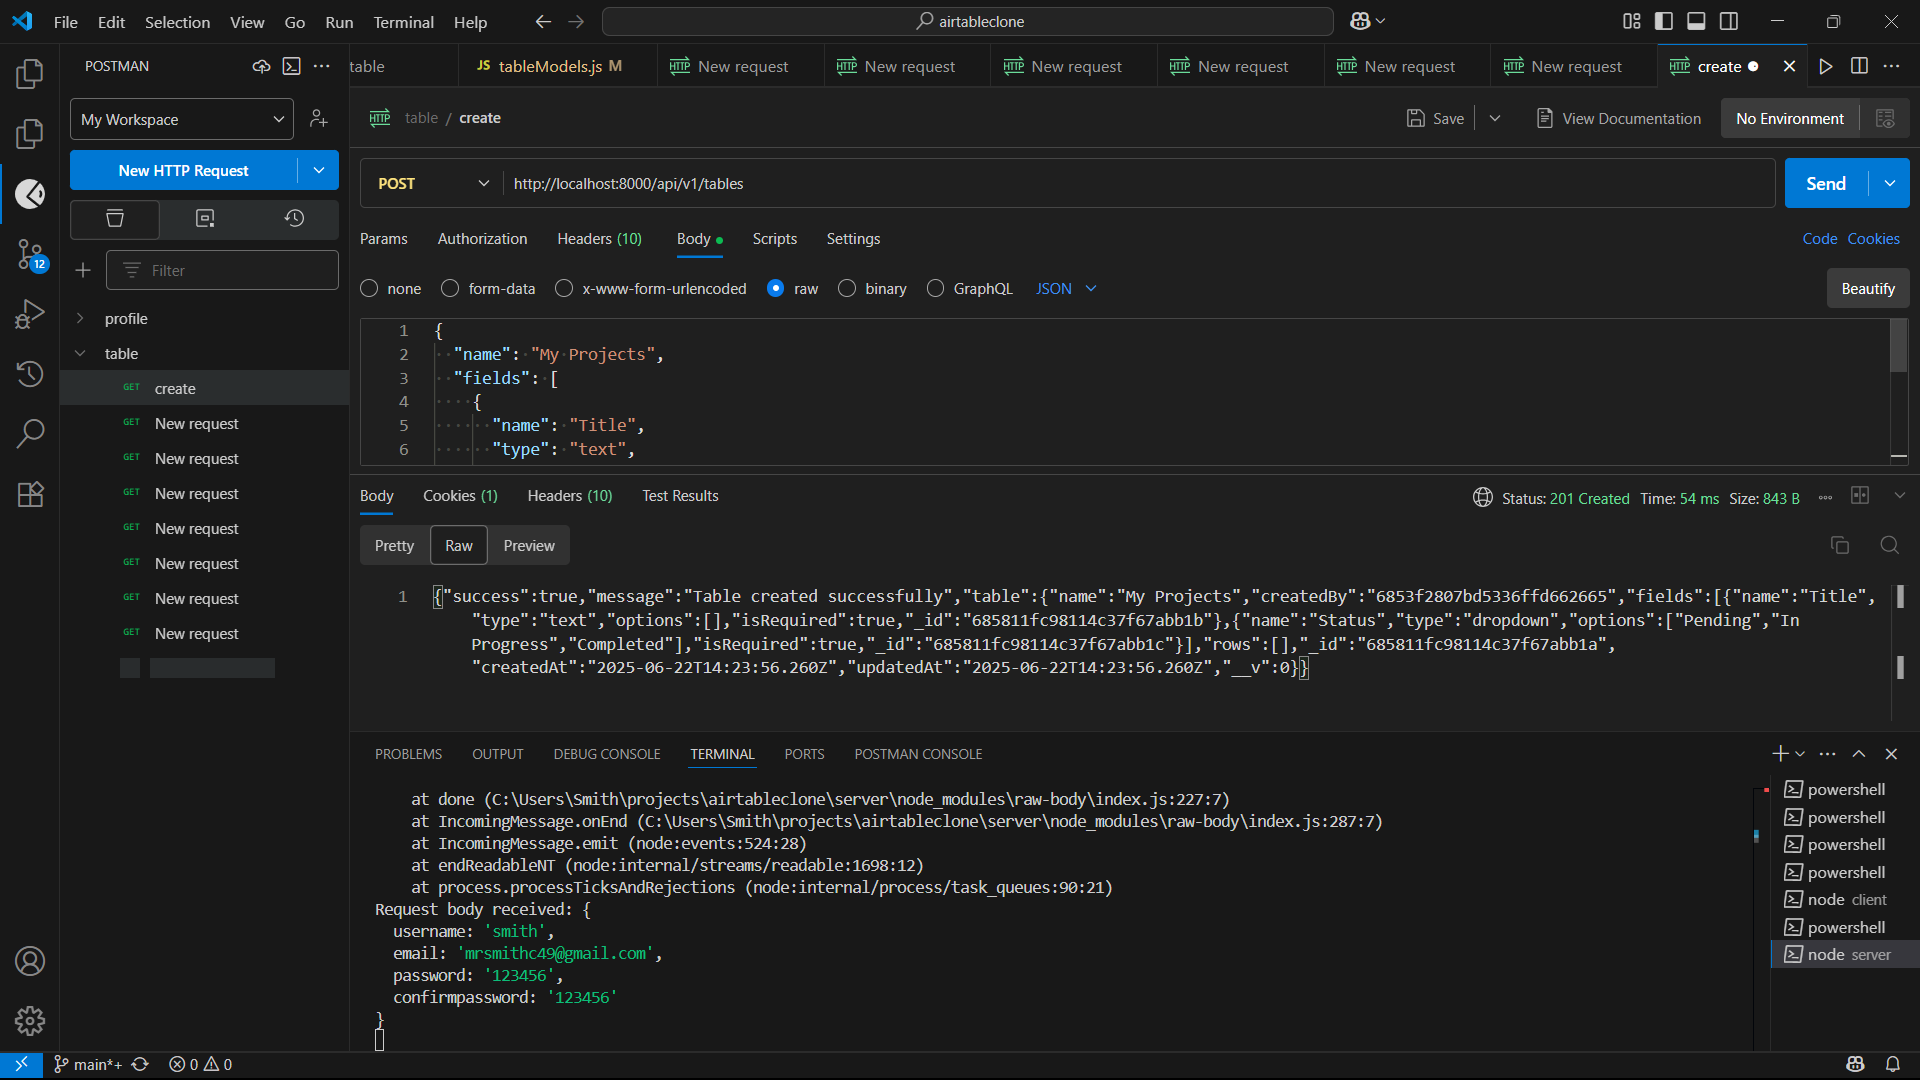 File Edit Selection View Go Run Terminal Help
airtableclone
POSTMAN
table
JS tableModels.js M
HTTP New request
HTTP New request
HTTP New request
HTTP New request
HTTP New request
HTTP New request
HTTP create
My Workspace
HTTP table / create
Save
View Documentation
No Environment
New HTTP Request
POST http://localhost:8000/api/v1/tables
Send
Params Authorization Headers (10) Body Scripts Settings
Code Cookies
Filter
none form-data x-www-form-urlencoded raw binary GraphQL JSON
Beautify
profile
table
GET create
GET New request
GET New request
GET New request
GET New request
GET New request
GET New request
GET New request
1 {
2 "name": "My Projects",
3 "fields": [
4 {
5 "name": "Title",
6 "type": "text",
Body Cookies (1) Headers (10) Test Results
Status: 201 Created Time: 54 ms Size: 843 B
Pretty Raw Preview
1 {"success":true,"message":"Table created successfully","table":{"name":"My Projects","createdBy":"6853f2807bd5336ffd662665","fields":[{"name":"Title",
"type":"text","options":[],"isRequired":true,"_id":"685811fc98114c37f67abb1b"},{"name":"Status","type":"dropdown","options":["Pending","In
Progress","Completed"],"isRequired":true,"_id":"685811fc98114c37f67abb1c"}],"rows":[],"_id":"685811fc98114c37f67abb1a",
"createdAt":"2025-06-22T14:23:56.260Z","updatedAt":"2025-06-22T14:23:56.260Z","__v":0}}
PROBLEMS OUTPUT DEBUG CONSOLE TERMINAL PORTS POSTMAN CONSOLE
at done (C:\Users\Smith\projects\airtableclone\server\node_modules\raw-body\index.js:227:7)
at IncomingMessage.onEnd (C:\Users\Smith\projects\airtableclone\server\node_modules\raw-body\index.js:287:7)
at IncomingMessage.emit (node:events:524:28)
at endReadableNT (node:internal/streams/readable:1698:12)
at process.processTicksAndRejections (node:internal/process/task_queues:90:21)
Request body received: {
username: 'smith',
email: 'mrsmithc49@gmail.com',
password: '123456',
confirmpassword: '123456'
}
powershell
powershell
powershell
powershell
node client
powershell
node server
12
main*+
0 0